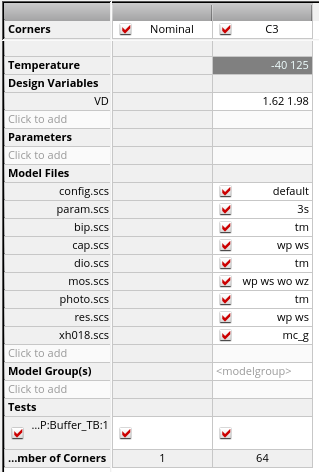 Corners Nominal C3
Temperature -40 125
Design Variables
VD 1.62 1.98
Click to add
Parameters
Click to add
Model Files
config.scs default
param.scs 3s
bip.scs tm
cap.scs wp ws
dio.scs tm
mos.scs wp ws wo wz
photo.scs tm
res.scs wp ws
xh018.scs mc_g
Click to add
Model Group(s) <modelgroup>
Click to add
Tests
...P:Buffer_TB:1
...mber of Corners 1 64